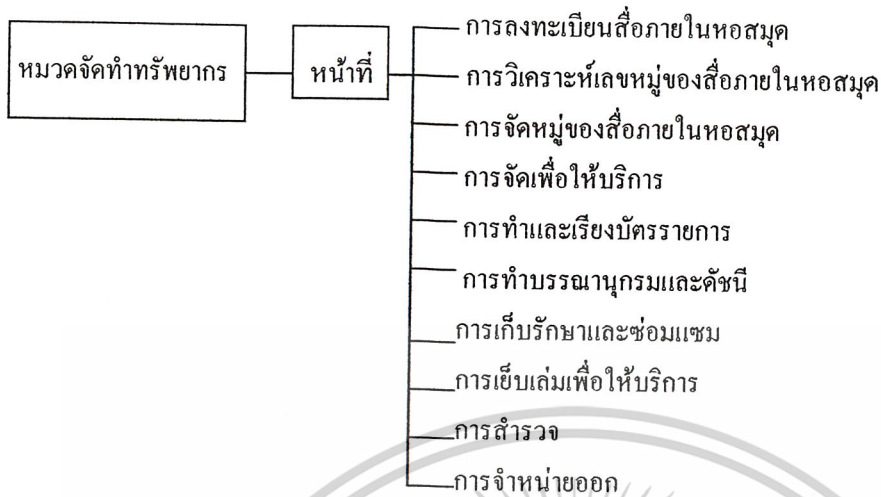 หมวดจัดทำทรัพยากร
หน้าที่
การลงทะเบียนสื่อภายในหอสมุด
การวิเคราะห์เลขหมู่ของสื่อภายในหอสมุด
การจัดหมู่ของสื่อภายในหอสมุด
การจัดเพื่อให้บริการ
การทำและเรียงบัตรรายการ
การทำบรรณานุกรมและดัชนี
การเก็บรักษาและซ่อมแซม
การเย็บเล่มเพื่อให้บริการ
การสำรวจ
การจำหน่ายออก